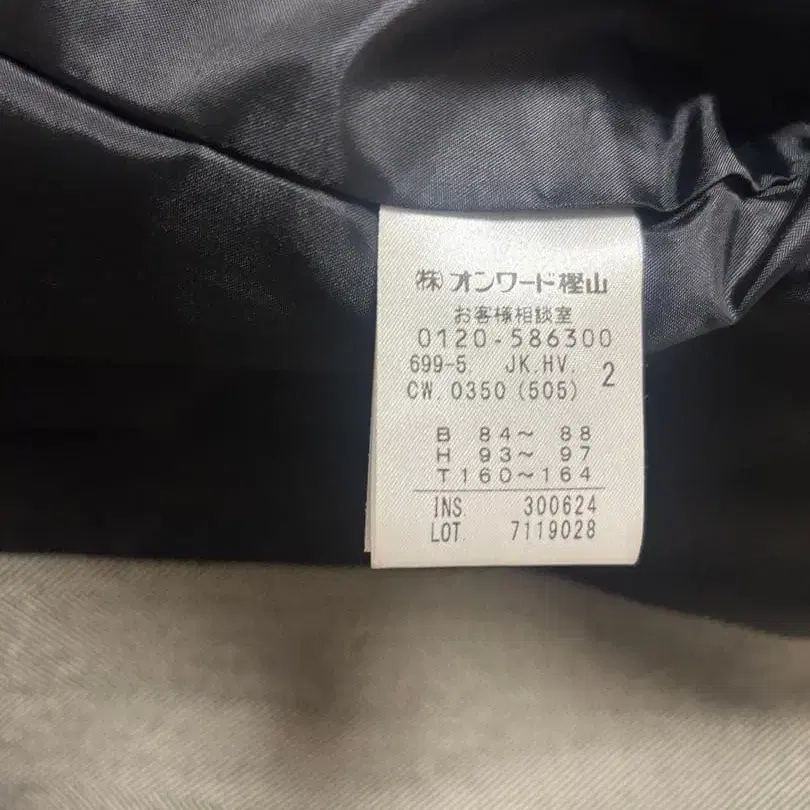 ㈱オンワード樫山
お客様相談室
0120-586300
699-5. JK.HV. 2
CW.0350(505)
B 84～ 88
H 93～ 97
T160～164
INS. 300624
LOT. 7119028